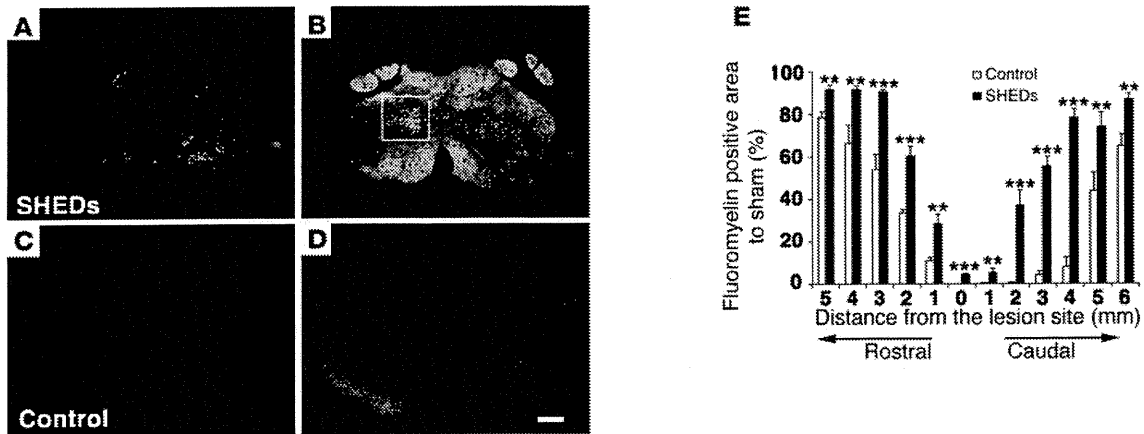 A
B
SHEDs
C
D
Control
E
Fluoromyelin positive area
to sham (%)
100
80
60
40
20
0
Control
SHEDs
** ** *** *** ** *** ** *** *** *** ** **
5 4 3 2 1 0 1 2 3 4 5 6
Distance from the lesion site (mm)
Rostral Caudal